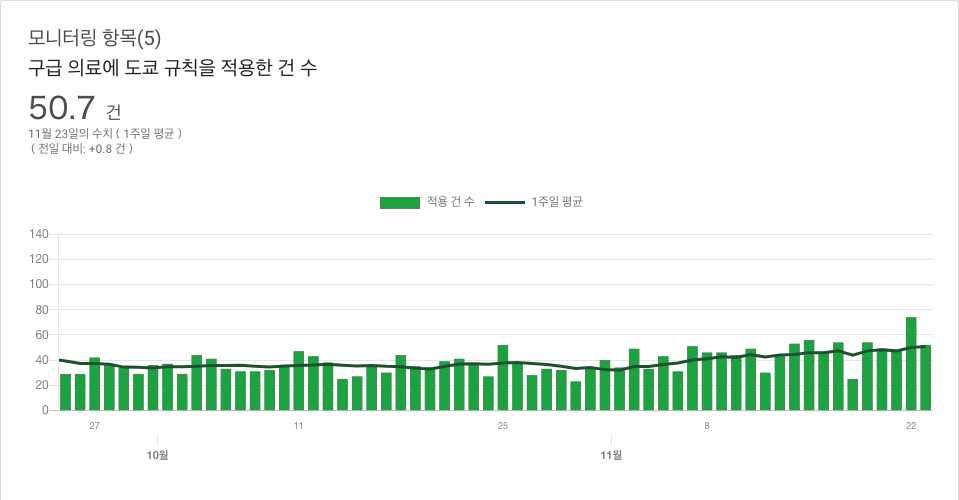 모니터링 항목(5)
구급 의료에 도쿄 규칙을 적용한 건 수
50.7 건
11월 23일의 수치 ( 1주일 평균 )
( 전일 대비: +0.8 건 )
적용 건 수 1주일 평균
140
120
100
80
60
40
20
0
27 11 25 8 22
10월 11월